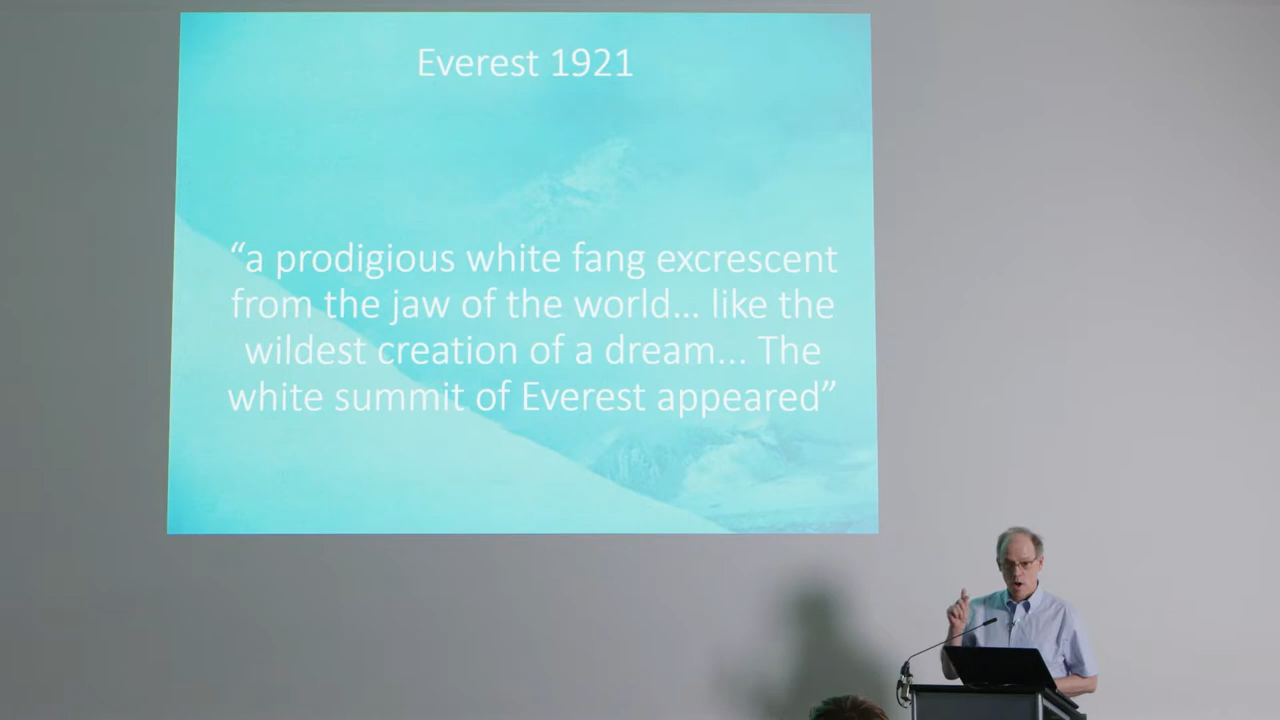 Everest 1921
“a prodigious white fang excrescent
from the jaw of the world... like the
wildest creation of a dream... The
white summit of Everest appeared”